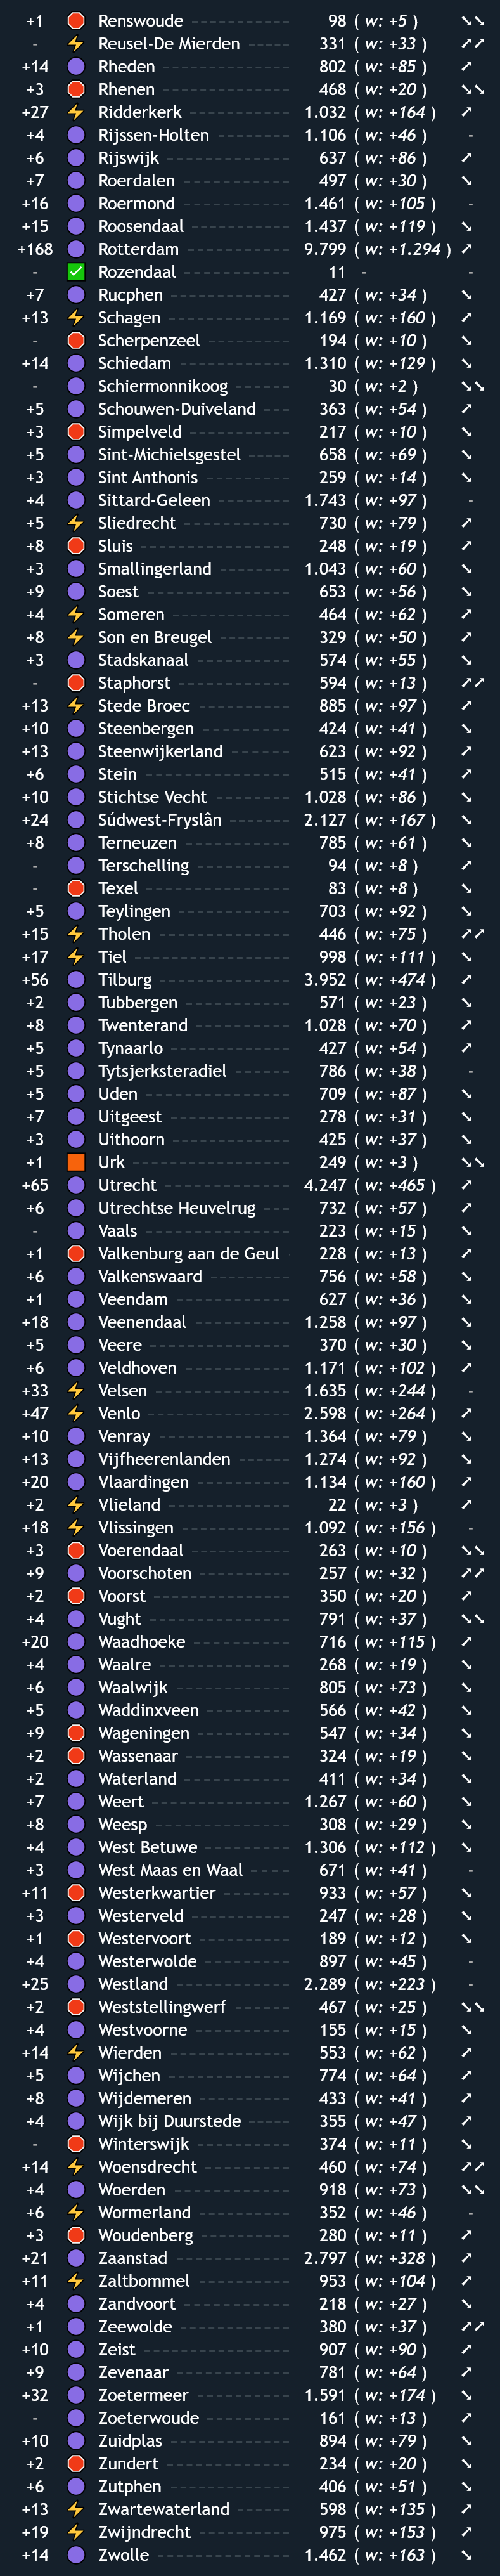 +1 Renswoude 98 ( w: +5 ) ↘↘
- Reusel-De Mierden 331 ( w: +33 ) ↗↗
+14 Rheden 802 ( w: +85 ) ↗
+3 Rhenen 468 ( w: +20 ) ↘↘
+27 Ridderkerk 1.032 ( w: +164 ) ↗
+4 Rijssen-Holten 1.106 ( w: +46 ) -
+6 Rijswijk 637 ( w: +86 ) ↗
+7 Roerdalen 497 ( w: +30 ) ↘
+16 Roermond 1.461 ( w: +105 ) -
+15 Roosendaal 1.437 ( w: +119 ) ↘
+168 Rotterdam 9.799 ( w: +1.294 ) ↗
- Rozendaal 11 - -
+7 Rucphen 427 ( w: +34 ) ↘
+13 Schagen 1.169 ( w: +160 ) ↗
- Scherpenzeel 194 ( w: +10 ) ↘
+14 Schiedam 1.310 ( w: +129 ) ↘
- Schiermonnikoog 30 ( w: +2 ) ↘↘
+5 Schouwen-Duiveland 363 ( w: +54 ) ↗
+3 Simpelveld 217 ( w: +10 ) ↘
+5 Sint-Michielsgestel 658 ( w: +69 ) ↘
+3 Sint Anthonis 259 ( w: +14 ) ↘
+4 Sittard-Geleen 1.743 ( w: +97 ) -
+5 Sliedrecht 730 ( w: +79 ) ↗
+8 Sluis 248 ( w: +19 ) ↗
+3 Smallingerland 1.043 ( w: +60 ) ↘
+9 Soest 653 ( w: +56 ) ↘
+4 Someren 464 ( w: +62 ) ↗
+8 Son en Breugel 329 ( w: +50 ) ↗
+3 Stadskanaal 574 ( w: +55 ) ↘
- Staphorst 594 ( w: +13 ) ↗↗
+13 Stede Broec 885 ( w: +97 ) ↗
+10 Steenbergen 424 ( w: +41 ) ↘
+13 Steenwijkerland 623 ( w: +92 ) ↗
+6 Stein 515 ( w: +41 ) ↗
+10 Stichtse Vecht 1.028 ( w: +86 ) ↘
+24 Súdwest-Fryslân 2.127 ( w: +167 ) ↘
+8 Terneuzen 785 ( w: +61 ) ↘
- Terschelling 94 ( w: +8 ) ↗
- Texel 83 ( w: +8 ) ↘
+5 Teylingen 703 ( w: +92 ) ↘
+15 Tholen 446 ( w: +75 ) ↗↗
+17 Tiel 998 ( w: +111 ) ↘
+56 Tilburg 3.952 ( w: +474 ) ↗
+2 Tubbergen 571 ( w: +23 ) ↘
+8 Twenterand 1.028 ( w: +70 ) ↗
+5 Tynaarlo 427 ( w: +54 ) ↗
+5 Tytsjerksteradiel 786 ( w: +38 ) -
+5 Uden 709 ( w: +87 ) ↘
+7 Uitgeest 278 ( w: +31 ) ↘
+3 Uithoorn 425 ( w: +37 ) ↘
+1 Urk 249 ( w: +3 ) ↘↘
+65 Utrecht 4.247 ( w: +465 ) ↗
+6 Utrechtse Heuvelrug 732 ( w: +57 ) ↗
- Vaals 223 ( w: +15 ) ↘
+1 Valkenburg aan de Geul 228 ( w: +13 ) ↗
+6 Valkenswaard 756 ( w: +58 ) ↘
+1 Veendam 627 ( w: +36 ) ↘
+18 Veenendaal 1.258 ( w: +97 ) ↘
+5 Veere 370 ( w: +30 ) ↘
+6 Veldhoven 1.171 ( w: +102 ) ↗
+33 Velsen 1.635 ( w: +244 ) -
+47 Venlo 2.598 ( w: +264 ) ↗
+10 Venray 1.364 ( w: +79 ) ↘
+13 Vijfheerenlanden 1.274 ( w: +92 ) ↘
+20 Vlaardingen 1.134 ( w: +160 ) ↗
+2 Vlieland 22 ( w: +3 ) ↗
+18 Vlissingen 1.092 ( w: +156 ) -
+3 Voerendaal 263 ( w: +10 ) ↘↘
+9 Voorschoten 257 ( w: +32 ) ↗↗
+2 Voorst 350 ( w: +20 ) ↗
+4 Vught 791 ( w: +37 ) ↘↘
+20 Waadhoeke 716 ( w: +115 ) ↗
+4 Waalre 268 ( w: +19 ) ↘
+6 Waalwijk 805 ( w: +73 ) ↘
+5 Waddinxveen 566 ( w: +42 ) ↘
+9 Wageningen 547 ( w: +34 ) ↘
+2 Wassenaar 324 ( w: +19 ) ↘
+2 Waterland 411 ( w: +34 ) ↘
+7 Weert 1.267 ( w: +60 ) ↘
+8 Weesp 308 ( w: +29 ) ↘
+4 West Betuwe 1.306 ( w: +112 ) ↘
+3 West Maas en Waal 671 ( w: +41 ) -
+11 Westerkwartier 933 ( w: +57 ) ↘
+3 Westerveld 247 ( w: +28 ) ↘
+1 Westervoort 189 ( w: +12 ) ↘
+4 Westerwolde 897 ( w: +45 ) -
+25 Westland 2.289 ( w: +223 ) -
+2 Weststellingwerf 467 ( w: +25 ) ↘↘
+4 Westvoorne 155 ( w: +15 ) ↘
+14 Wierden 553 ( w: +62 ) ↗
+5 Wijchen 774 ( w: +64 ) ↗
+8 Wijdemeren 433 ( w: +41 ) ↗
+4 Wijk bij Duurstede 355 ( w: +47 ) ↗
- Winterswijk 374 ( w: +11 ) ↘
+14 Woensdrecht 460 ( w: +74 ) ↗↗
+4 Woerden 918 ( w: +73 ) ↘↘
+6 Wormerland 352 ( w: +46 ) -
+3 Woudenberg 280 ( w: +11 ) ↗
+21 Zaanstad 2.797 ( w: +328 ) ↗
+11 Zaltbommel 953 ( w: +104 ) ↗
+4 Zandvoort 218 ( w: +27 ) ↘
+1 Zeewolde 380 ( w: +37 ) ↗↗
+10 Zeist 907 ( w: +90 ) ↗
+9 Zevenaar 781 ( w: +64 ) ↗
+32 Zoetermeer 1.591 ( w: +174 ) ↘
- Zoeterwoude 161 ( w: +13 ) ↗
+10 Zuidplas 894 ( w: +79 ) ↘
+2 Zundert 234 ( w: +20 ) ↘
+6 Zutphen 406 ( w: +51 ) ↘
+13 Zwartewaterland 598 ( w: +135 ) ↗
+19 Zwijndrecht 975 ( w: +153 ) ↗
+14 Zwolle 1.462 ( w: +163 ) ↘